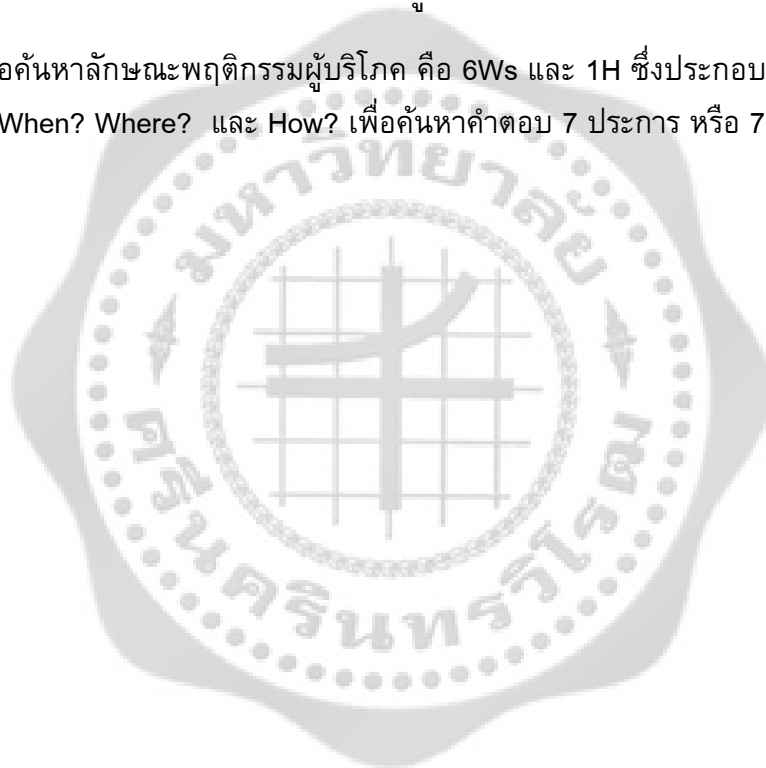 อค้นหาลักษณะพฤติกรรมผู้บริโภค คือ 6Ws และ 1H ซึ่งประกอบ
When? Where? และ How? เพื่อค้นหาคำตอบ 7 ประการ หรือ 7
มหาวิทยาลัย
ศรีนครินทรวิโรฒ